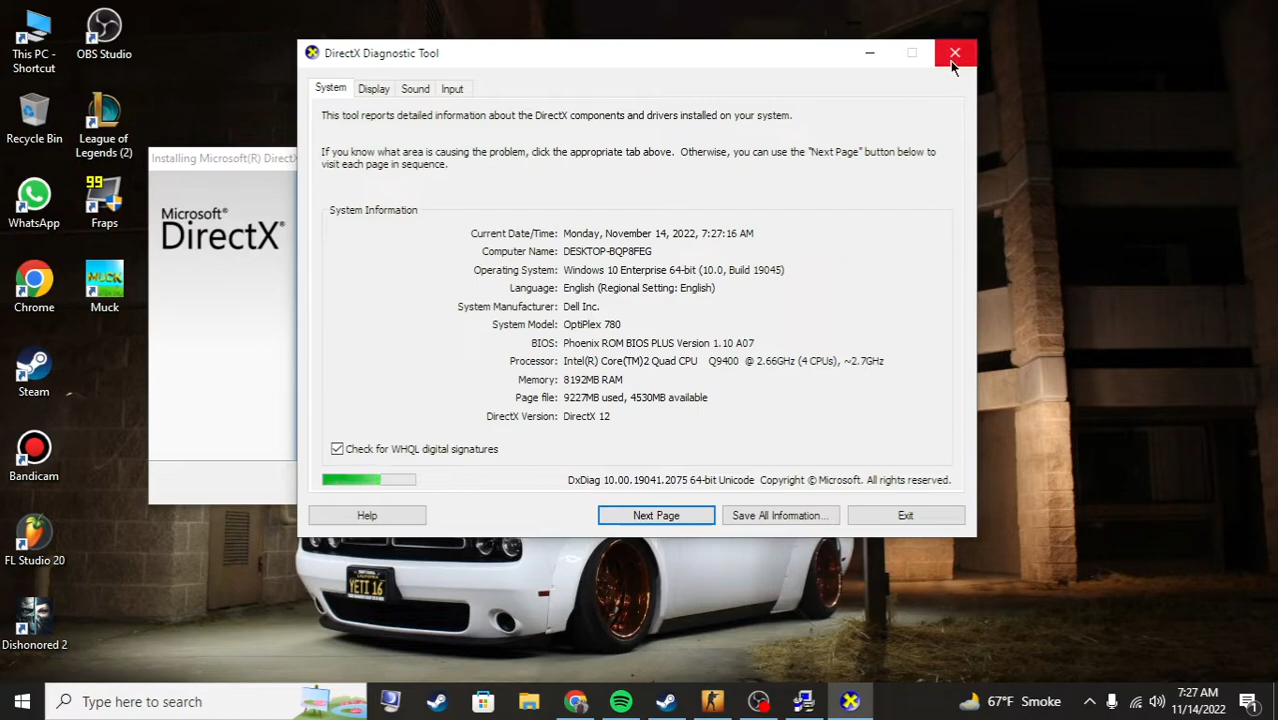 This PC -
Shortcut
OBS Studio
Recycle Bin
League of
Legends (2)
WhatsApp
99
Fraps
Chrome
MUCK
Muck
Steam
Bandicam
FL Studio 20
Dishonored 2
Installing Microsoft(R) DirectX
Microsoft®
DirectX®
DirectX Diagnostic Tool
System
Display
Sound
Input
This tool reports detailed information about the DirectX components and drivers installed on your system.
If you know what area is causing the problem, click the appropriate tab above. Otherwise, you can use the "Next Page" button below to
visit each page in sequence.
System Information
Current Date/Time: Monday, November 14, 2022, 7:27:16 AM
Computer Name: DESKTOP-BQP8FEG
Operating System: Windows 10 Enterprise 64-bit (10.0, Build 19045)
Language: English (Regional Setting: English)
System Manufacturer: Dell Inc.
System Model: OptiPlex 780
BIOS: Phoenix ROM BIOS PLUS Version 1.10 A07
Processor: Intel(R) Core(TM)2 Quad CPU Q9400 @ 2.66GHz (4 CPUs), ~2.7GHz
Memory: 8192MB RAM
Page file: 9227MB used, 4530MB available
DirectX Version: DirectX 12
Check for WHQL digital signatures
DxDiag 10.00.19041.2075 64-bit Unicode Copyright © Microsoft. All rights reserved.
Help
Next Page
Save All Information...
Exit
YETI 16
Type here to search
67°F Smoke
7:27 AM
11/14/2022
1